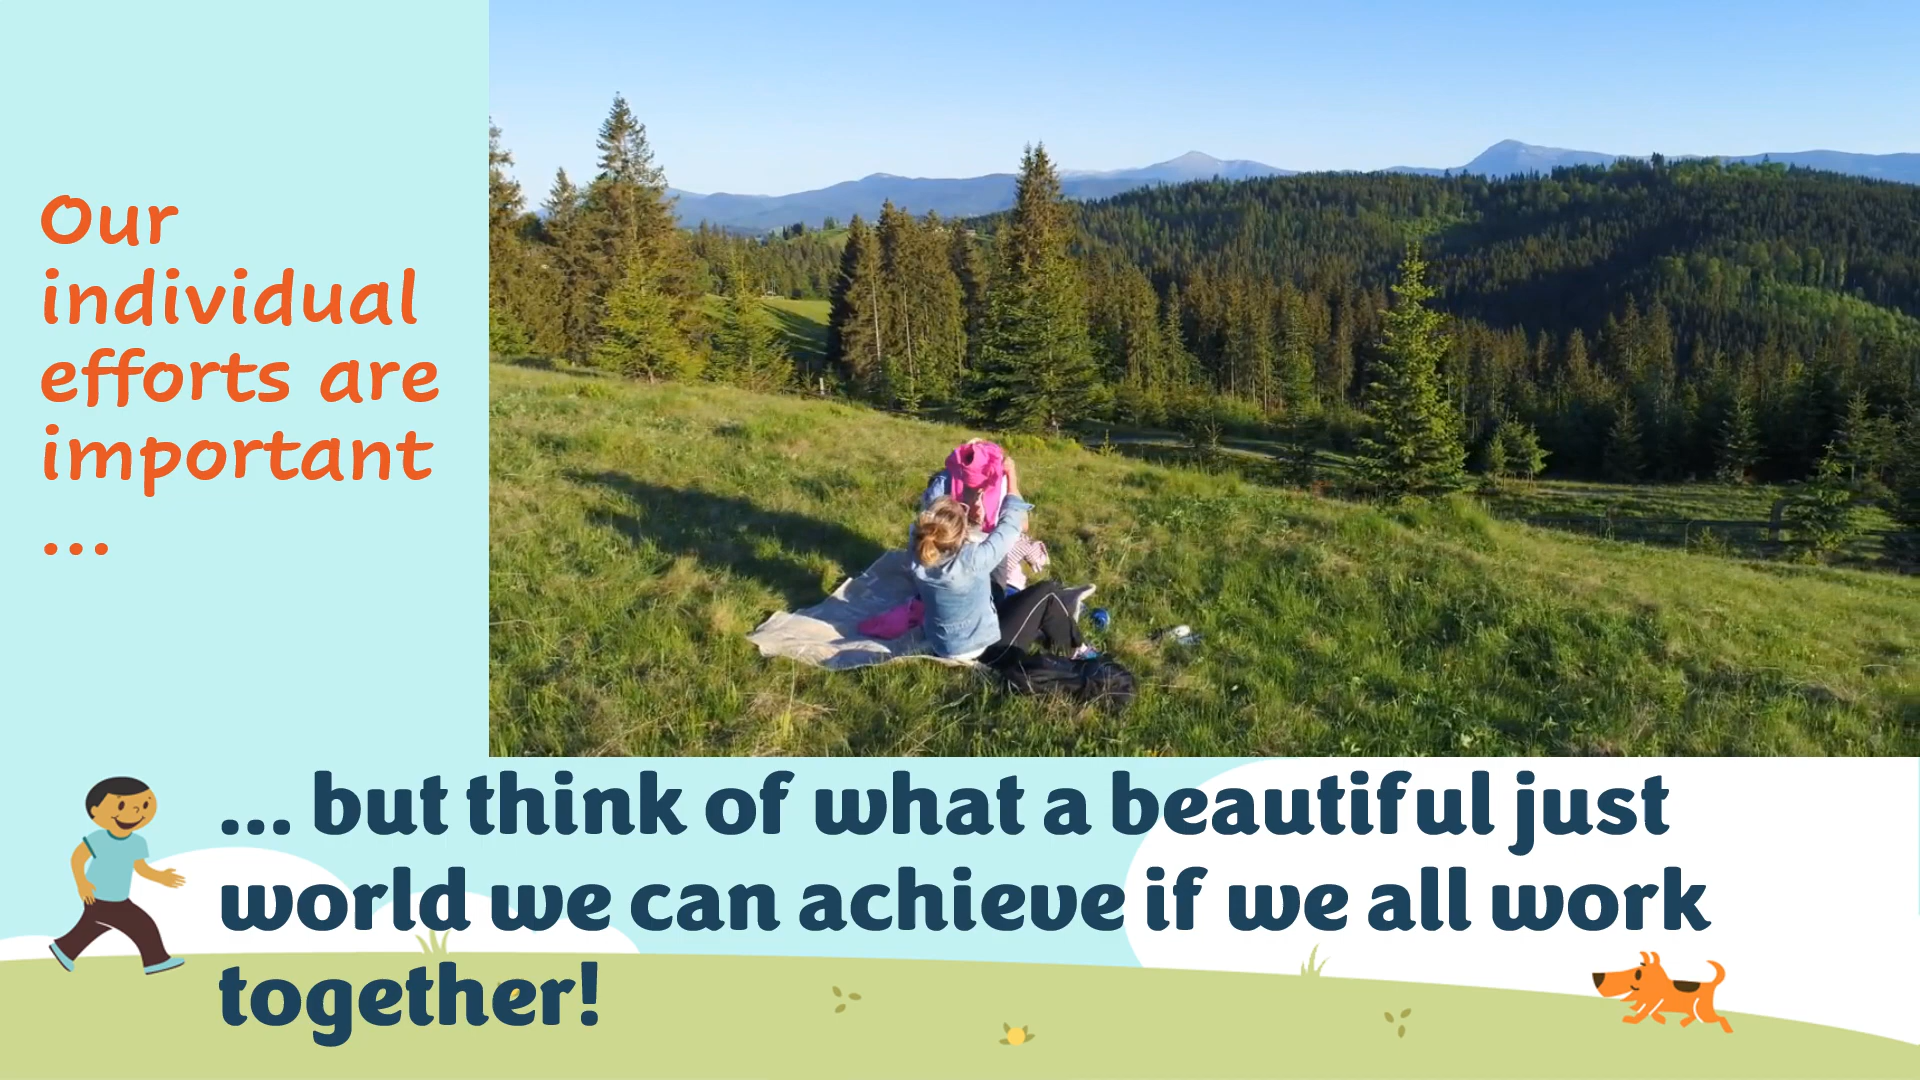 Our
individual
efforts are
important
...
... but think of what a beautiful just
world we can achieve if we all work
together!